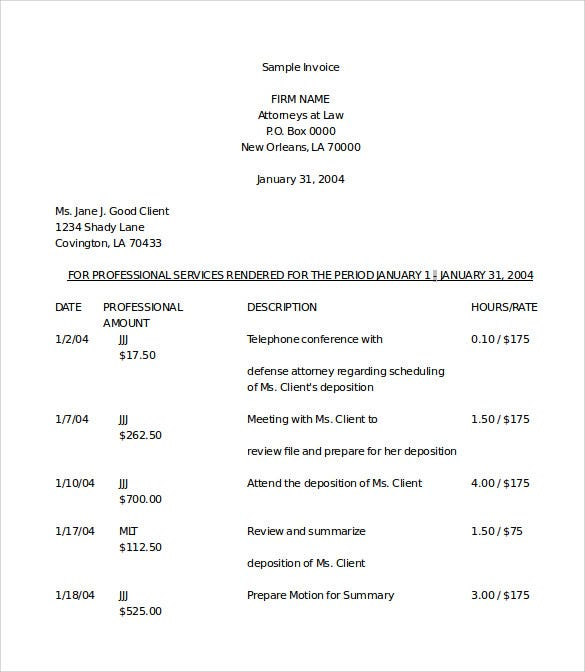 Sample Invoice
FIRM NAME
Attorneys at Law
P.O. Box 0000
New Orleans, LA 70000
January 31, 2004
Ms. Jane J. Good Client
1234 Shady Lane
Covington, LA 70433
FOR PROFESSIONAL SERVICES RENDERED FOR THE PERIOD JANUARY 1 - JANUARY 31, 2004
DATE PROFESSIONAL DESCRIPTION HOURS/RATE
AMOUNT
1/2/04 JJJ Telephone conference with 0.10 / $175
$17.50
defense attorney regarding scheduling
of Ms. Client's deposition
1/7/04 JJJ Meeting with Ms. Client to 1.50 / $175
$262.50
review file and prepare for her deposition
1/10/04 JJJ Attend the deposition of Ms. Client 4.00 / $175
$700.00
1/17/04 MLT Review and summarize 1.50 / $75
$112.50
deposition of Ms. Client
1/18/04 JJJ Prepare Motion for Summary 3.00 / $175
$525.00